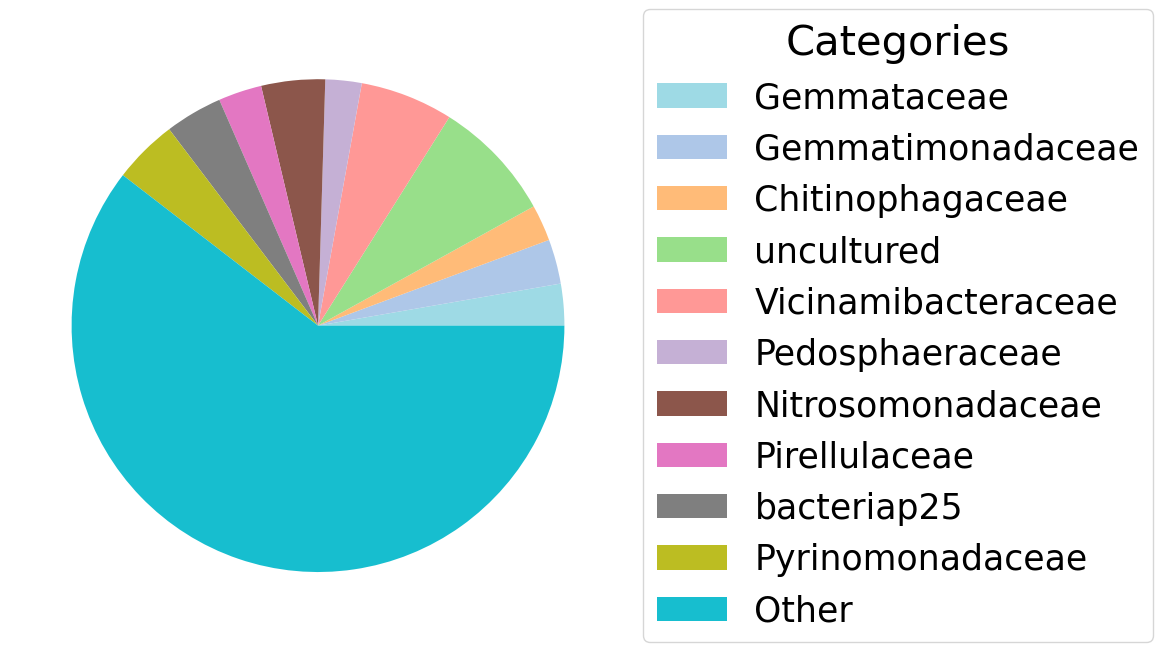 Categories
Gemmataceae
Gemmatimonadaceae
Chitinophagaceae
uncultured
Vicinamibacteraceae
Pedosphaeraceae
Nitrosomonadaceae
Pirellulaceae
bacteriap25
Pyrinomonadaceae
Other